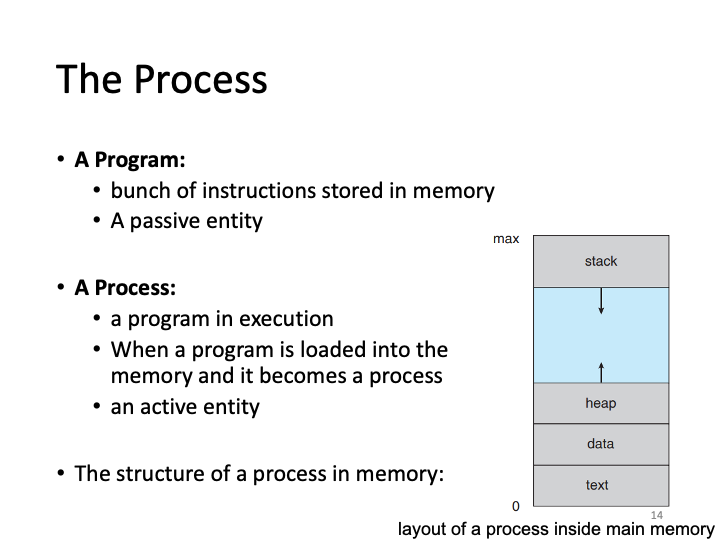 The Process
• A Program:
• bunch of instructions stored in memory
• A passive entity
• A Process:
• a program in execution
• When a program is loaded into the
memory and it becomes a process
• an active entity
• The structure of a process in memory:
max
stack
heap
data
text
0
14
layout of a process inside main memory